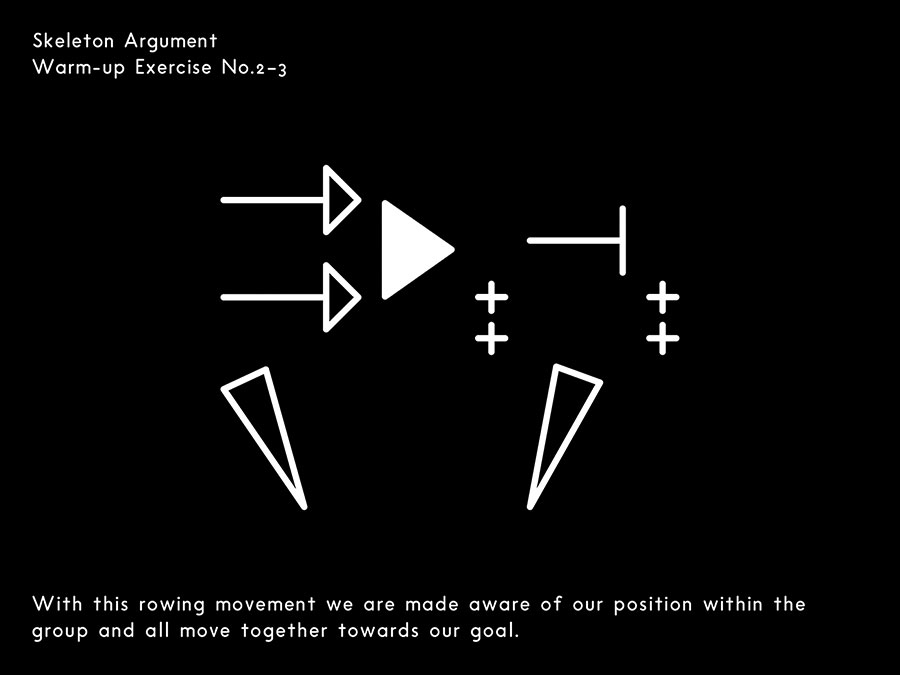 Skeleton Argument
Warm-up Exercise No.2–3
With this rowing movement we are made aware of our position within the
group and all move together towards our goal.